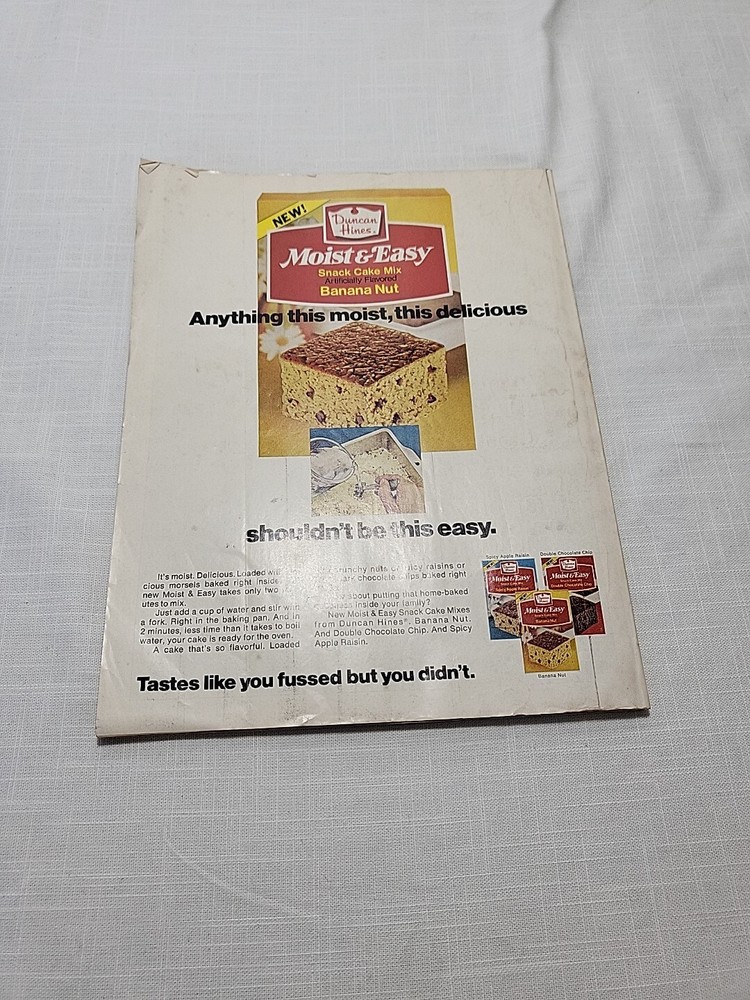 NEW!
Duncan
Hines®
Moist & Easy
Snack Cake Mix
Artificially Flavored
Banana Nut
Anything this moist, this delicious
shouldn't be this easy.
It's moist. Delicious. Loaded
cious morsels baked right inside
new Moist & Easy takes only two
utes to mix.
Just add a cup of water and stir with
a fork. Right in the baking pan. And in
2 minutes, less time than it takes to boil
water, your cake is ready for the oven.
A cake that's so flavorful. Loaded
crunchy nuts or juicy raisins or
dark chocolate chips baked right
about putting that home-baked
inside your family?
New Moist & Easy Snack Cake Mixes
from Duncan Hines®. Banana Nut.
And Double Chocolate Chip. And Spicy
Apple Raisin.
Spicy Apple Raisin
Double Chocolate Chip
Moist & Easy
Moist & Easy
Double Chocolate Chip
Moist & Easy
Banana Nut
Banana Nut
Tastes like you fussed but you didn't.